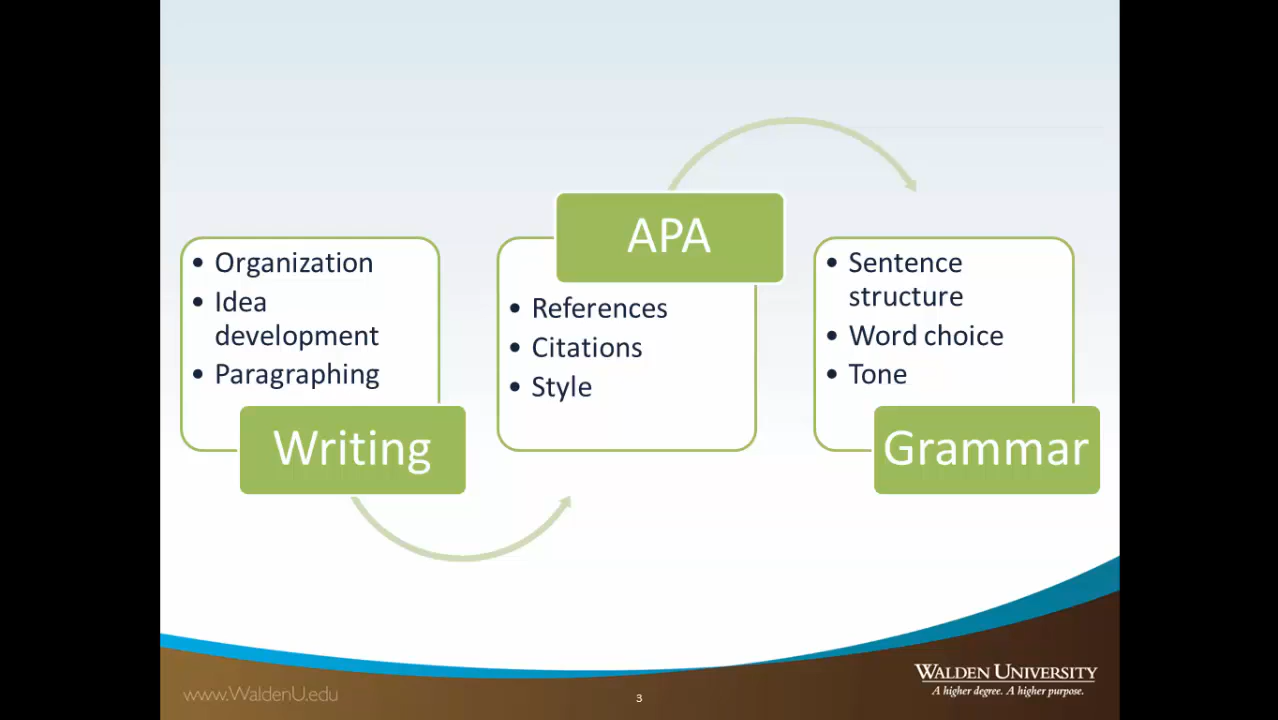 • Organization
• Idea
development
• Paragraphing
Writing
APA
• References
• Citations
• Style
• Sentence
structure
• Word choice
• Tone
Grammar
www.WaldenU.edu
3
WALDEN UNIVERSITY
A higher degree. A higher purpose.